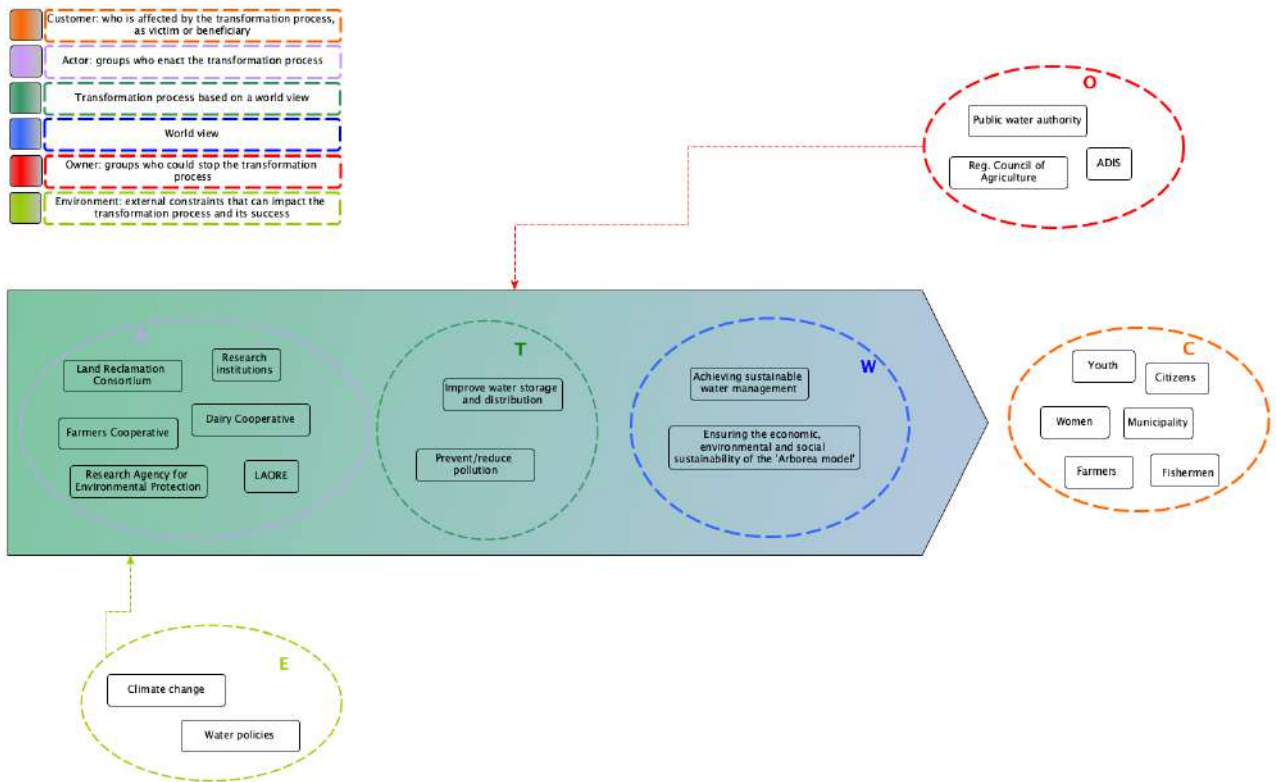 Customer: who is affected by the transformation process,
as victim or beneficiary
Actor: groups who enact the transformation process
Transformation process based on a world view
World view
Owner: groups who could stop the transformation
process
Environment: external constraints that can impact the
transformation process and its success
O
Public water authority
Reg. Council of
Agriculture
ADIS
A
Land Reclamation
Consortium
Research
institutions
Farmers Cooperative
Dairy Cooperative
Research Agency for
Environmental Protection
LAORE
T
Improve water storage
and distribution
Prevent/reduce
pollution
W
Achieving sustainable
water management
Ensuring the economic,
environmental and social
sustainability of the 'Arborea model'
C
Youth
Citizens
Women
Municipality
Farmers
Fishermen
E
Climate change
Water policies